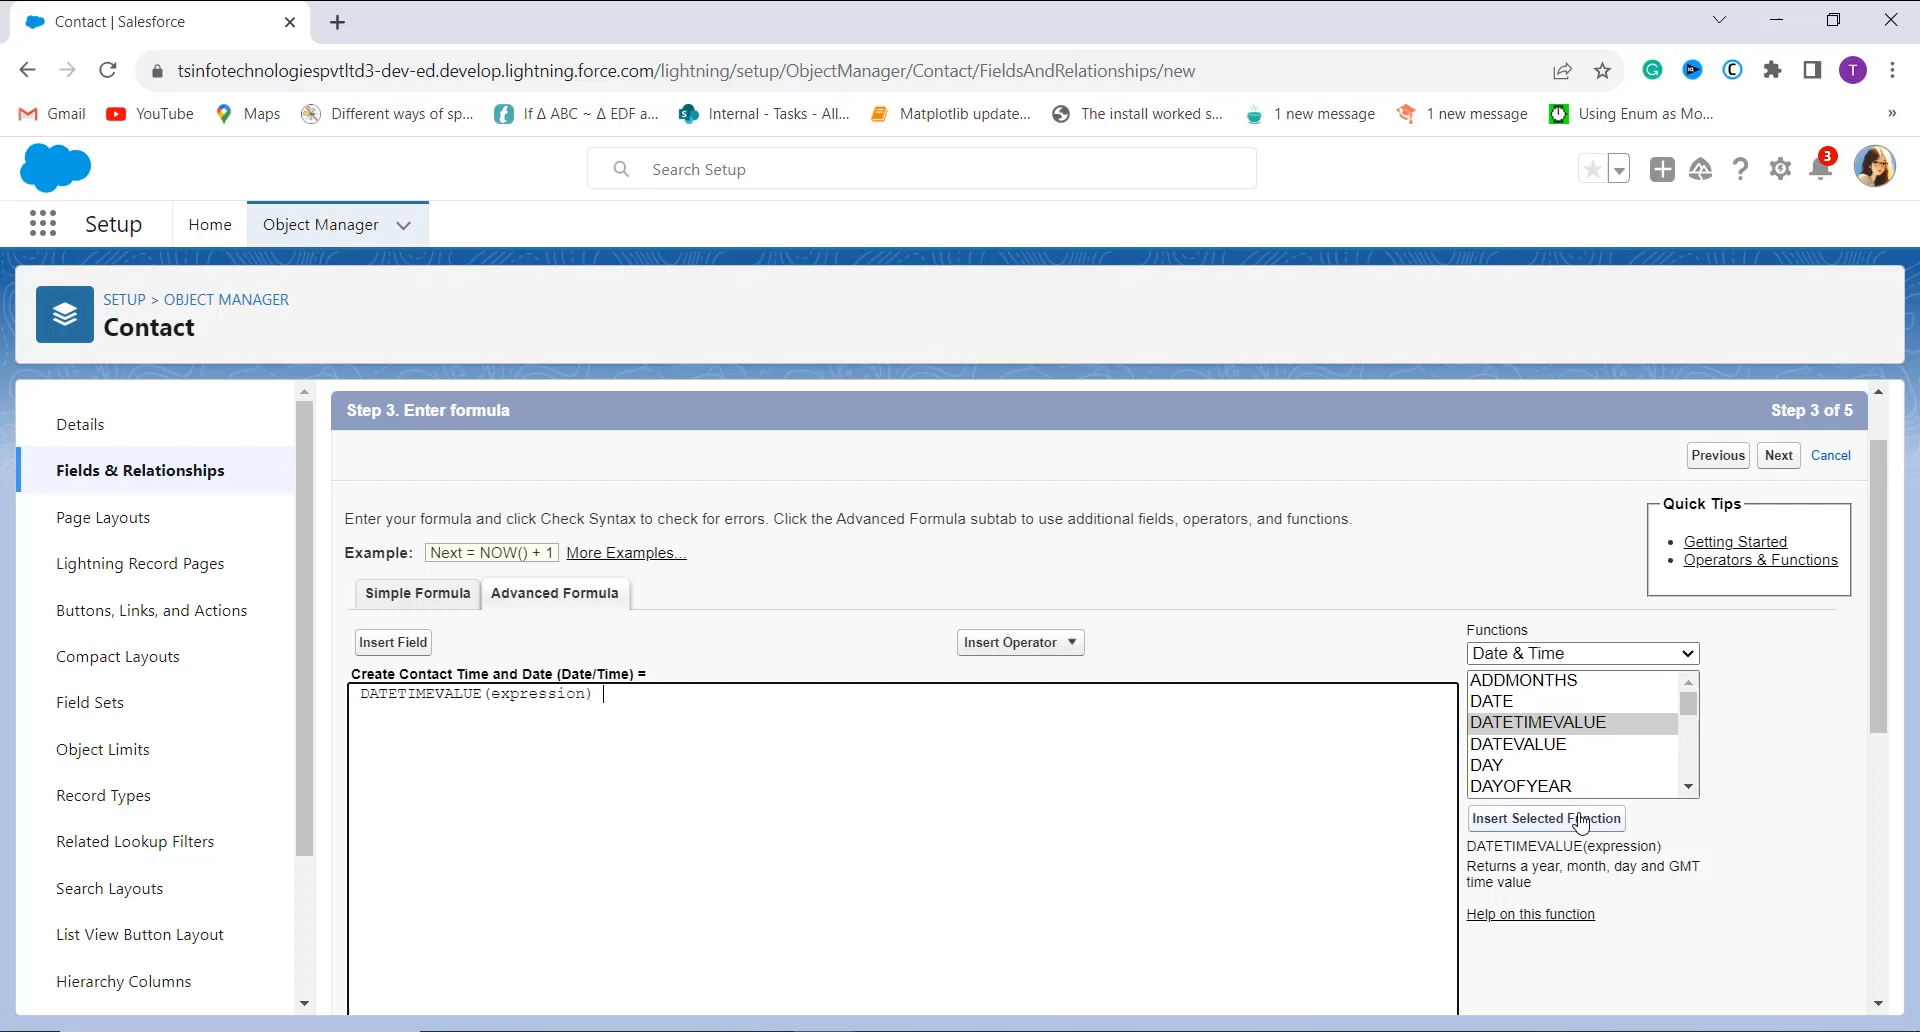 Contact | Salesforce
tsinfotechnologiespvtltd3-dev-ed.develop.lightning.force.com/lightning/setup/ObjectManager/Contact/FieldsAndRelationships/new
T
Gmail
YouTube
Maps
Different ways of sp...
If Δ ABC ~ Δ EDF a...
Internal - Tasks - All...
Matplotlib update...
The install worked s...
1 new message
1 new message
Using Enum as Mo...
»
Search Setup
3
Setup
Home
Object Manager
SETUP > OBJECT MANAGER
Contact
Details
Fields & Relationships
Page Layouts
Lightning Record Pages
Buttons, Links, and Actions
Compact Layouts
Field Sets
Object Limits
Record Types
Related Lookup Filters
Search Layouts
List View Button Layout
Hierarchy Columns
Step 3. Enter formula
Step 3 of 5
Previous
Next
Cancel
Enter your formula and click Check Syntax to check for errors. Click the Advanced Formula subtab to use additional fields, operators, and functions.
Example: Next = NOW() + 1 More Examples...
Quick Tips
• Getting Started
• Operators & Functions
Simple Formula
Advanced Formula
Insert Field
Insert Operator
Create Contact Time and Date (Date/Time) =
DATETIMEVALUE(expression)
Functions
Date & Time
ADDMONTHS
DATE
DATETIMEVALUE
DATEVALUE
DAY
DAYOFYEAR
Insert Selected Function
DATETIMEVALUE(expression)
Returns a year, month, day and GMT
time value
Help on this function